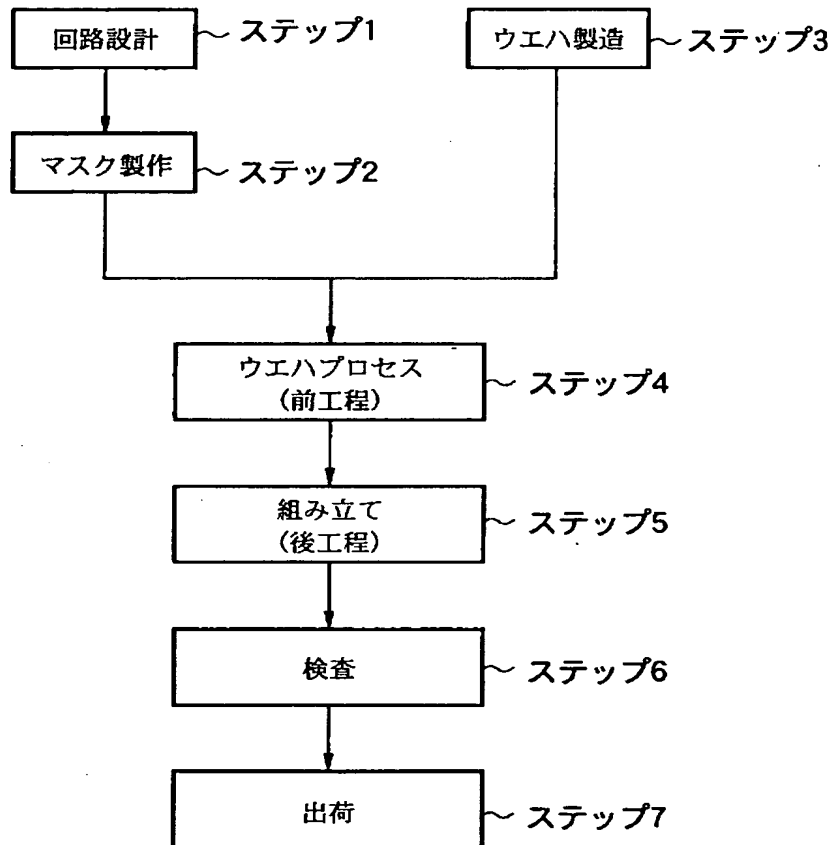 回路設計
ステップ1
ウエハ製造
ステップ3
マスク製作
ステップ2
ウエハプロセス
(前工程)
ステップ4
組み立て
(後工程)
ステップ5
検査
ステップ6
出荷
ステップ7